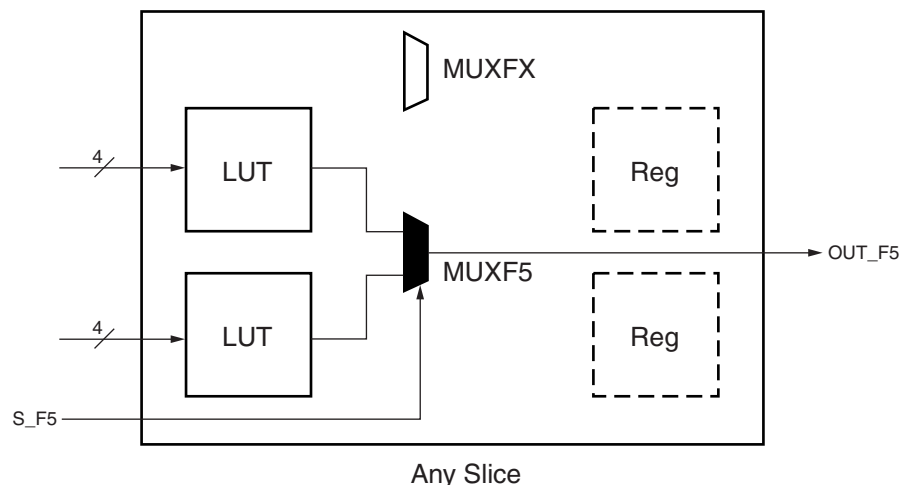 MUXFX
4
LUT
Reg
OUT_F5
MUXF5
4
LUT
Reg
S_F5
Any Slice